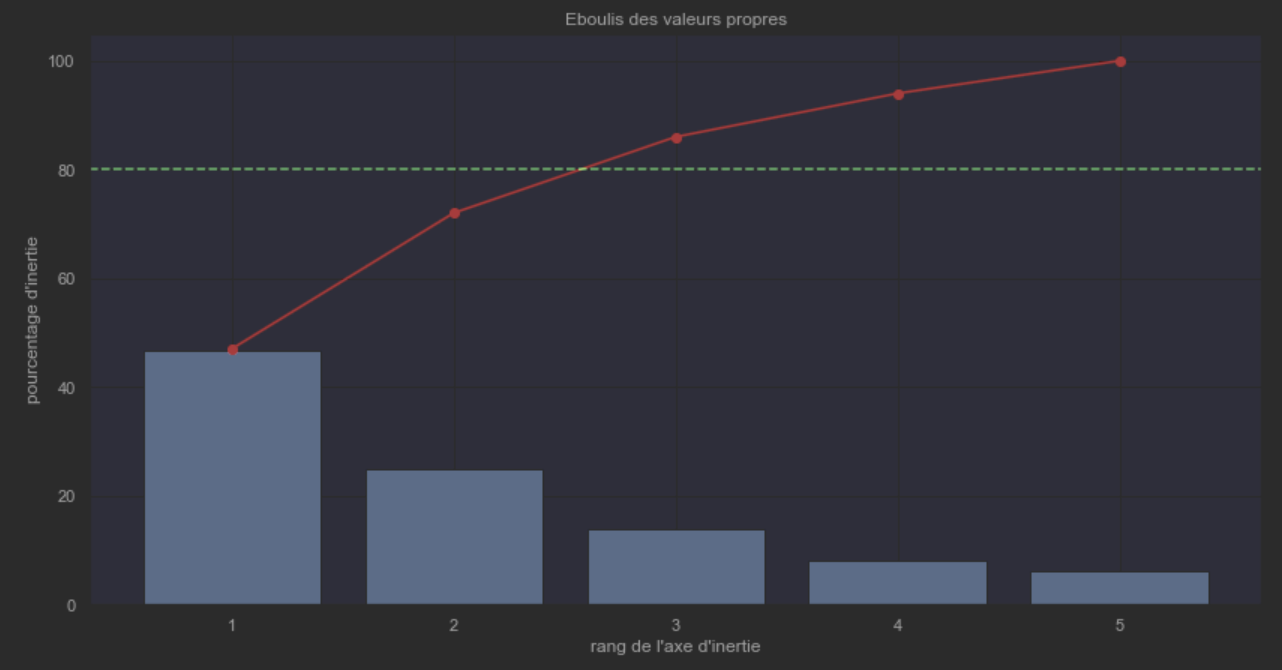 Eboulis des valeurs propres
100
80
60
40
20
0
pourcentage d'inertie
1 2 3 4 5
rang de l'axe d'inertie